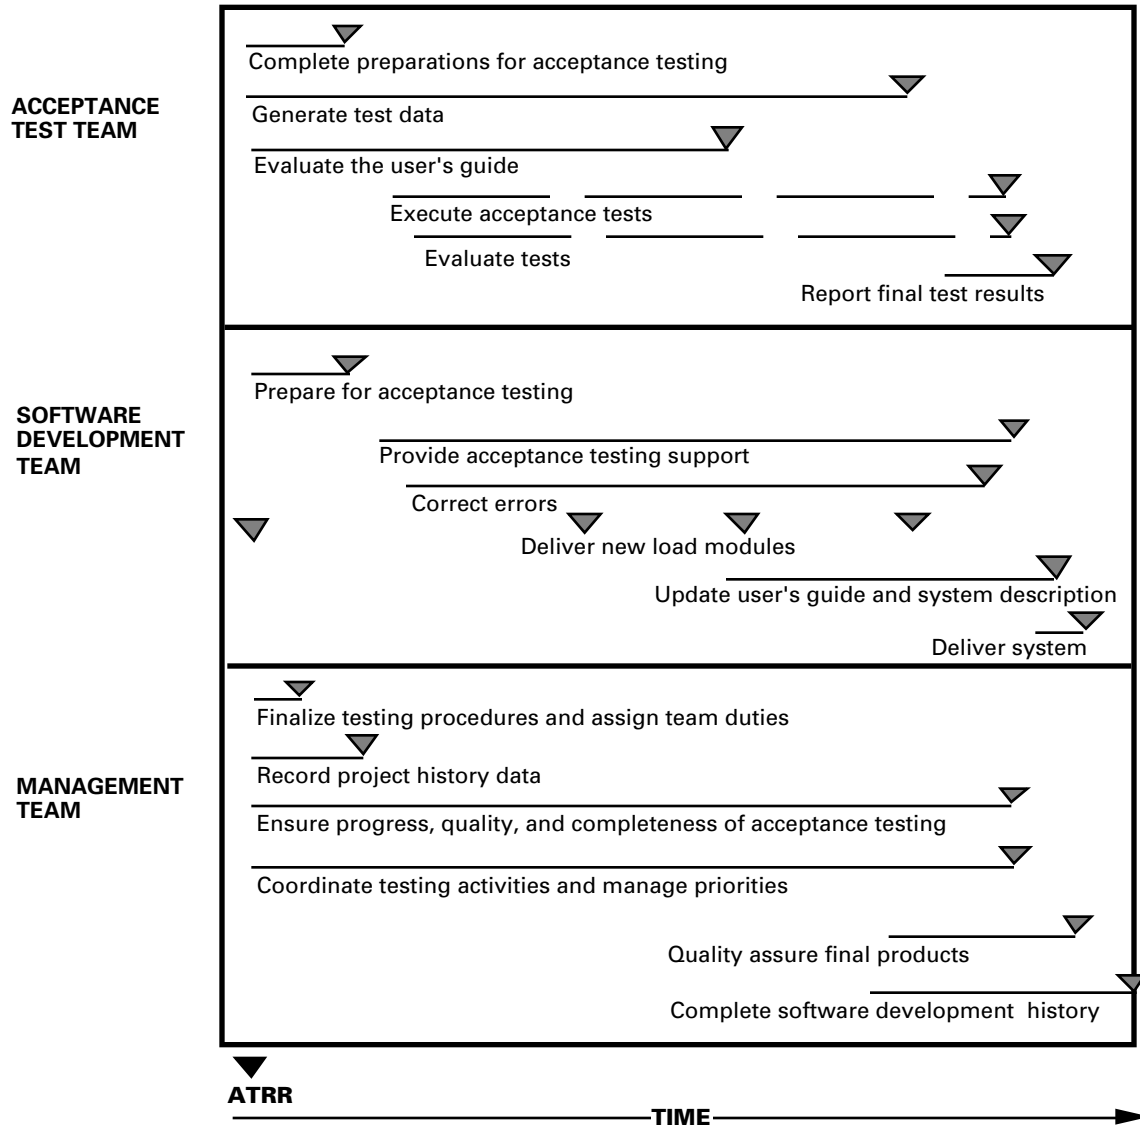 Complete preparations for acceptance testing
ACCEPTANCE
TEST TEAM
Generate test data
Evaluate the user's guide
Execute acceptance tests
Evaluate tests
Report final test results
Prepare for acceptance testing
SOFTWARE
DEVELOPMENT
TEAM
Provide acceptance testing support
Correct errors
Deliver new load modules
Update user's guide and system description
Deliver system
Finalize testing procedures and assign team duties
Record project history data
MANAGEMENT
TEAM
Ensure progress, quality, and completeness of acceptance testing
Coordinate testing activities and manage priorities
Quality assure final products
Complete software development history
ATRR
TIME